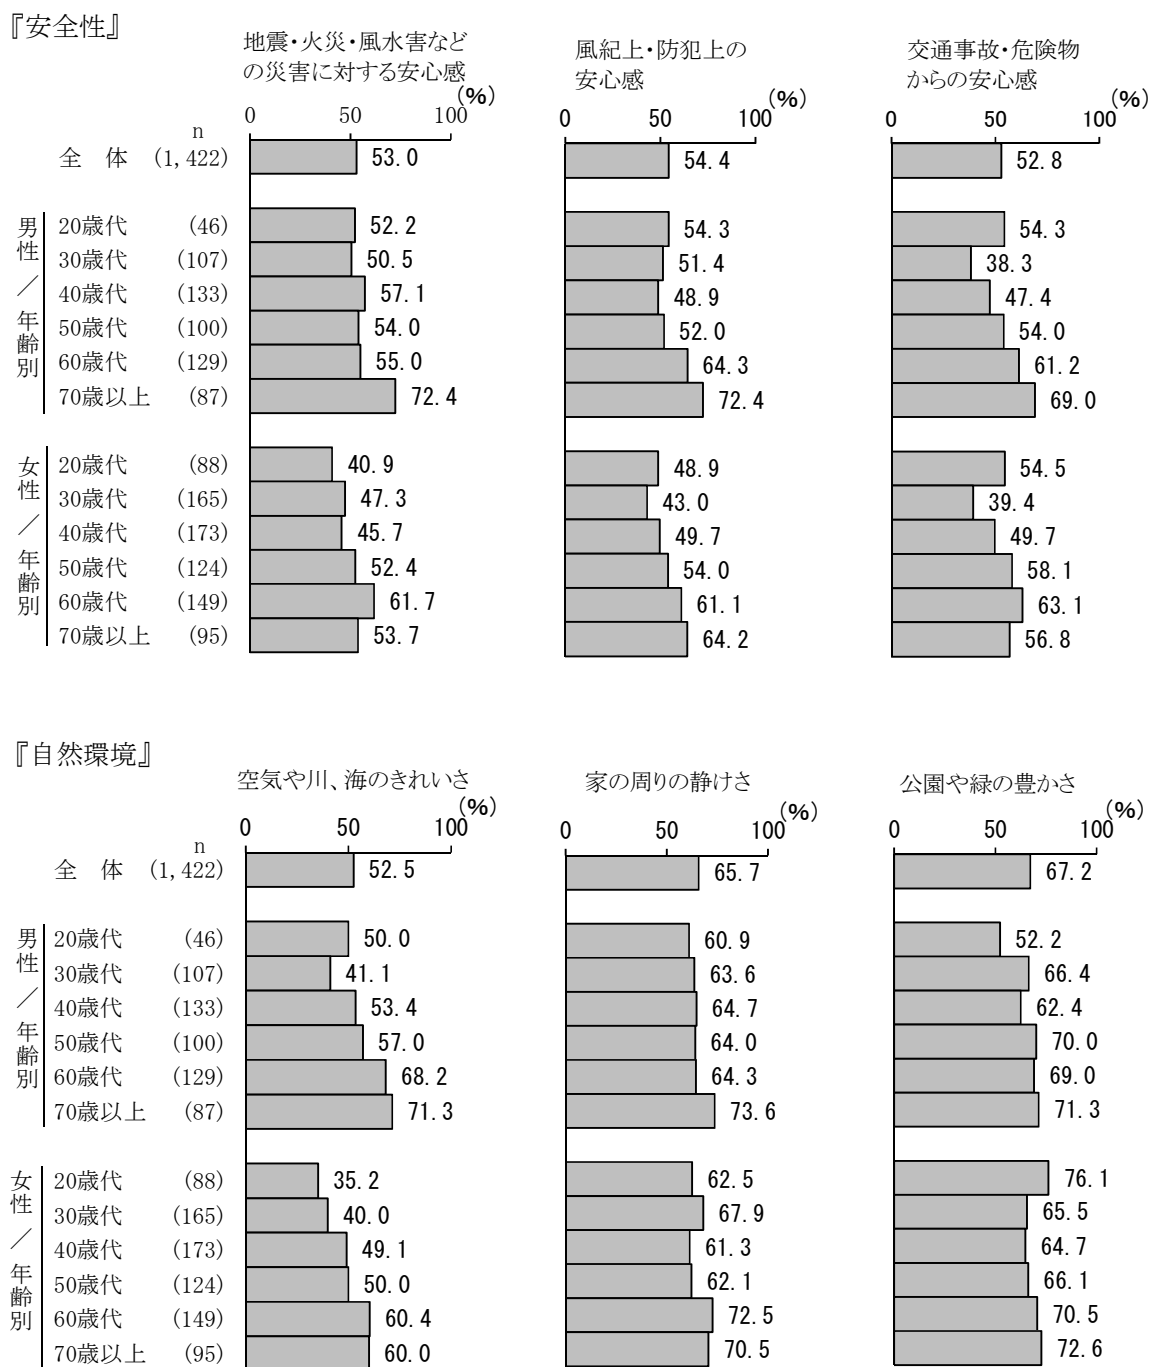 『安全性』
地震・火災・風水害など
の災害に対する安心感
風紀上・防犯上の
安心感
交通事故・危険物
からの安心感
(%) (%) (%)
0 50 100 0 50 100 0 50 100
n
全 体 (1,422) 53.0 54.4 52.8
男性／年齢別
20歳代 (46) 52.2 54.3 54.3
30歳代 (107) 50.5 51.4 38.3
40歳代 (133) 57.1 48.9 47.4
50歳代 (100) 54.0 52.0 54.0
60歳代 (129) 55.0 64.3 61.2
70歳以上 (87) 72.4 72.4 69.0
女性／年齢別
20歳代 (88) 40.9 48.9 54.5
30歳代 (165) 47.3 43.0 39.4
40歳代 (173) 45.7 49.7 49.7
50歳代 (124) 52.4 54.0 58.1
60歳代 (149) 61.7 61.1 63.1
70歳以上 (95) 53.7 64.2 56.8
『自然環境』
空気や川、海のきれいさ 家の周りの静けさ 公園や緑の豊かさ
(%) (%) (%)
0 50 100 0 50 100 0 50 100
n
全 体 (1,422) 52.5 65.7 67.2
男性／年齢別
20歳代 (46) 50.0 60.9 52.2
30歳代 (107) 41.1 63.6 66.4
40歳代 (133) 53.4 64.7 62.4
50歳代 (100) 57.0 64.0 70.0
60歳代 (129) 68.2 64.3 69.0
70歳以上 (87) 71.3 73.6 71.3
女性／年齢別
20歳代 (88) 35.2 62.5 76.1
30歳代 (165) 40.0 67.9 65.5
40歳代 (173) 49.1 61.3 64.7
50歳代 (124) 50.0 62.1 66.1
60歳代 (149) 60.4 72.5 70.5
70歳以上 (95) 60.0 70.5 72.6